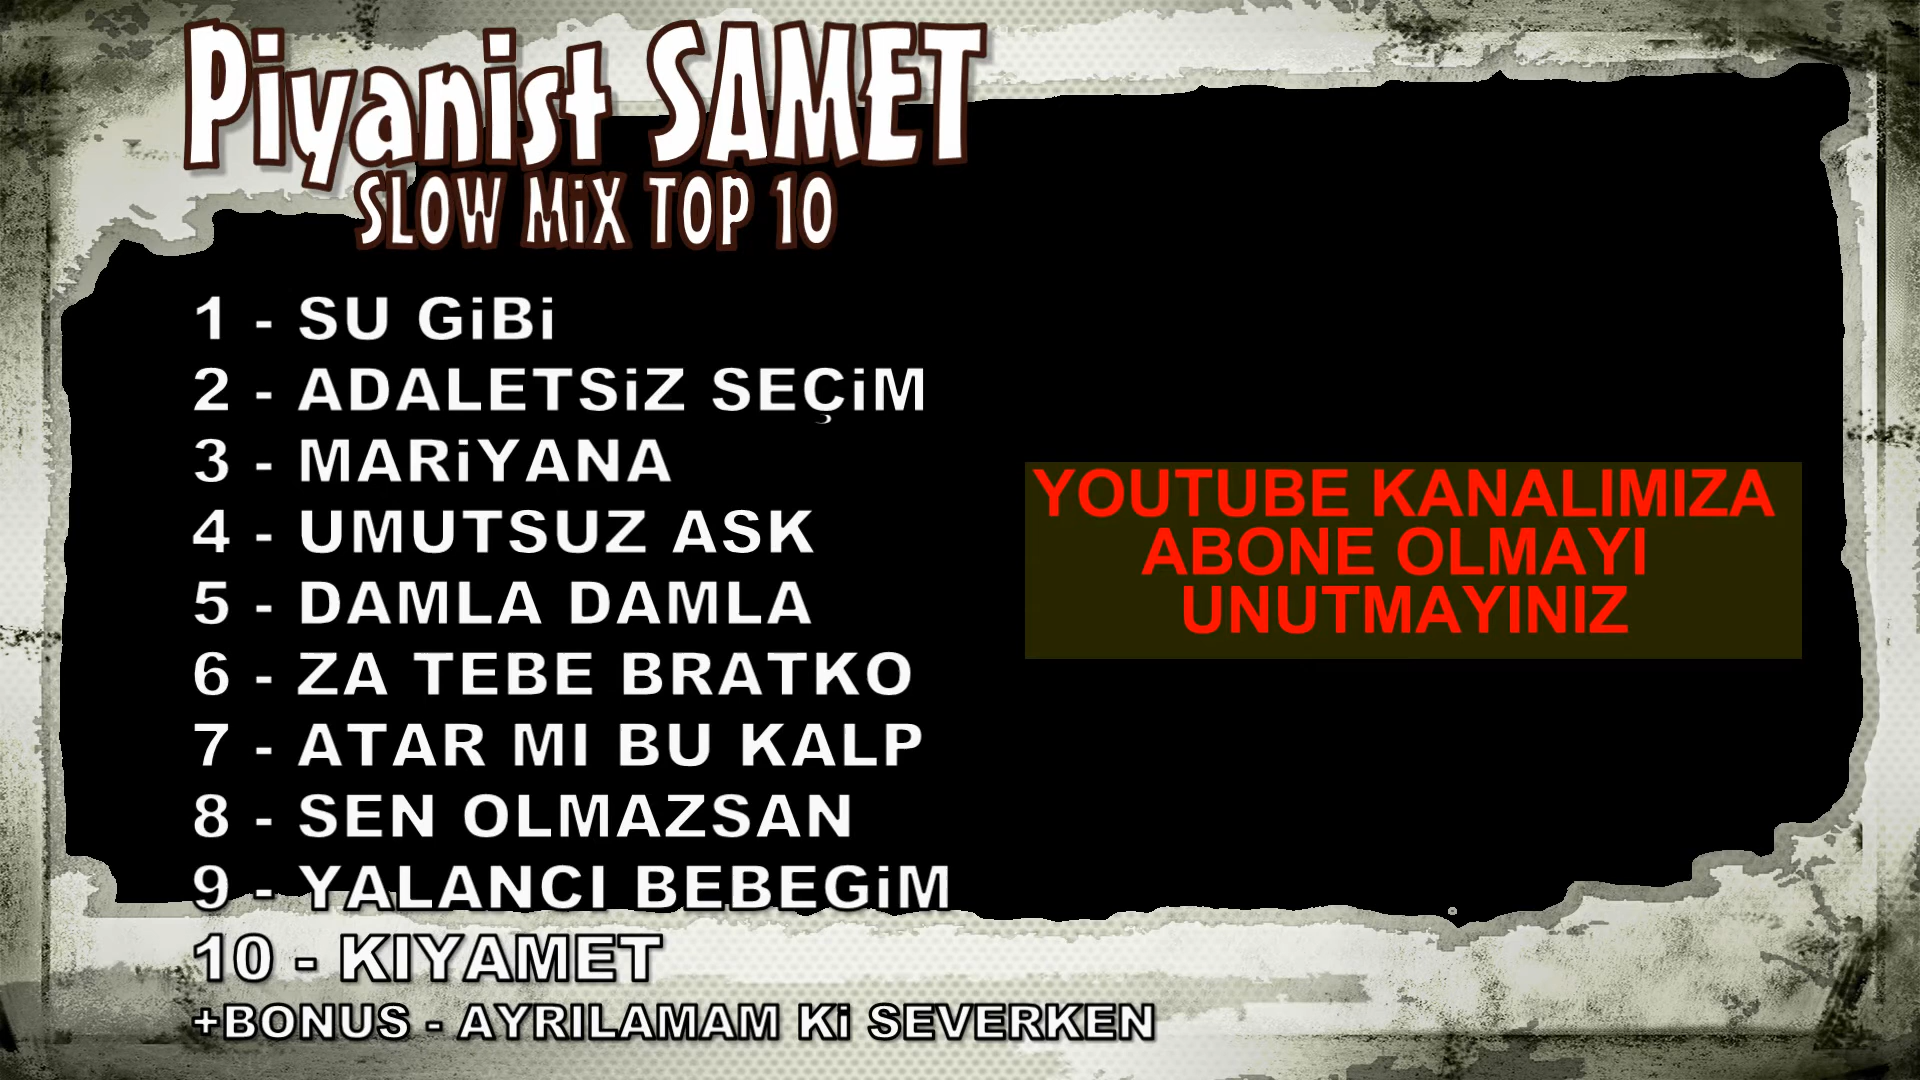 Piyanist SAMET
SLOW MiX TOP 10
1 - SU GiBi
2 - ADALETSiZ SEÇiM
3 - MARiYANA
4 - UMUTSUZ ASK
5 - DAMLA DAMLA
6 - ZA TEBE BRATKO
7 - ATAR MI BU KALP
8 - SEN OLMAZSAN
9 - YALANCI BEBEGiM
10 - KIYAMET
+BONUS - AYRILAMAM Ki SEVERKEN
YOUTUBE KANALIMIZA
ABONE OLMAYI
UNUTMAYINIZ